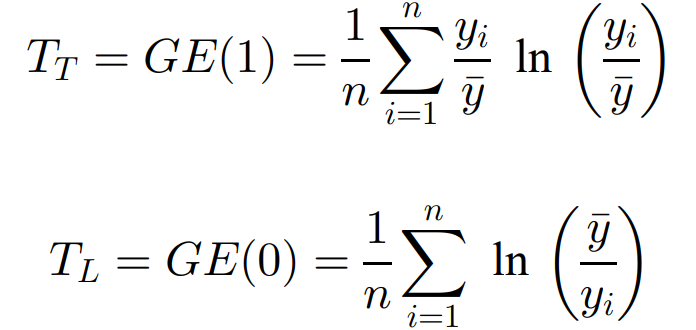 T_T = GE(1) = \frac{1}{n} \sum_{i=1}^{n} \frac{y_i}{\bar{y}} \ln \left( \frac{y_i}{\bar{y}} \right)
T_L = GE(0) = \frac{1}{n} \sum_{i=1}^{n} \ln \left( \frac{\bar{y}}{y_i} \right)